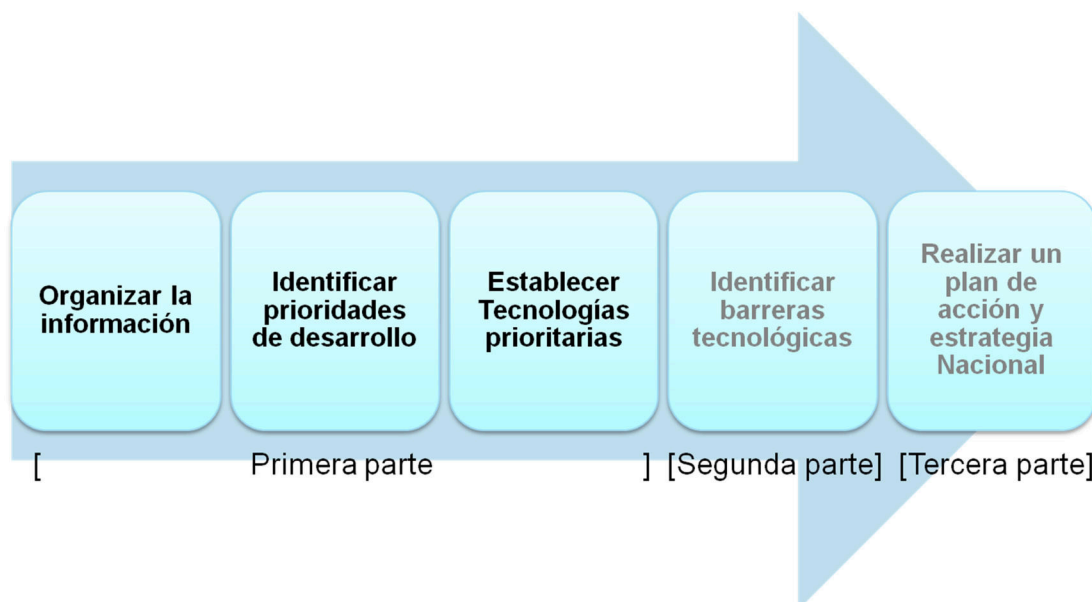 Organizar la
información
Identificar
prioridades
de desarrollo
Establecer
Tecnologías
prioritarias
Identificar
barreras
tecnológicas
Realizar un
plan de
acción y
estrategia
Nacional
[ Primera parte ] [Segunda parte] [Tercera parte]